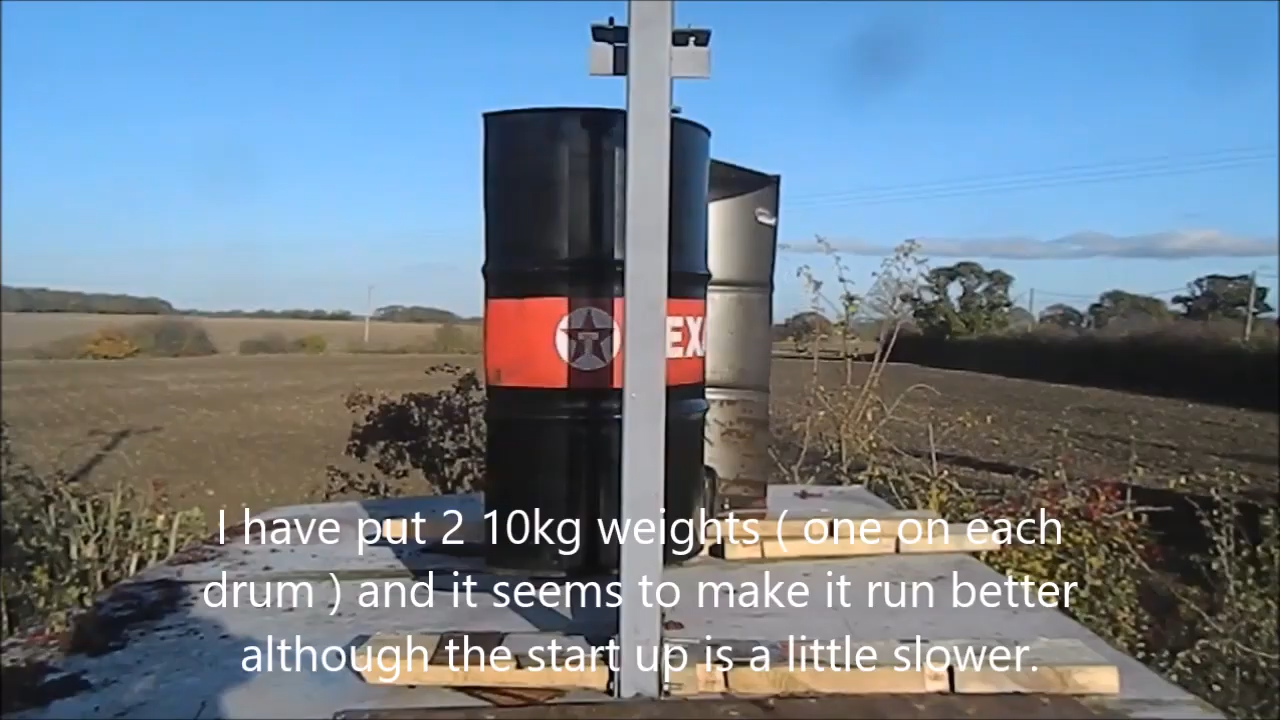 T EXA
I have put 2 10kg weights ( one on each
drum ) and it seems to make it run better
although the start up is a little slower.